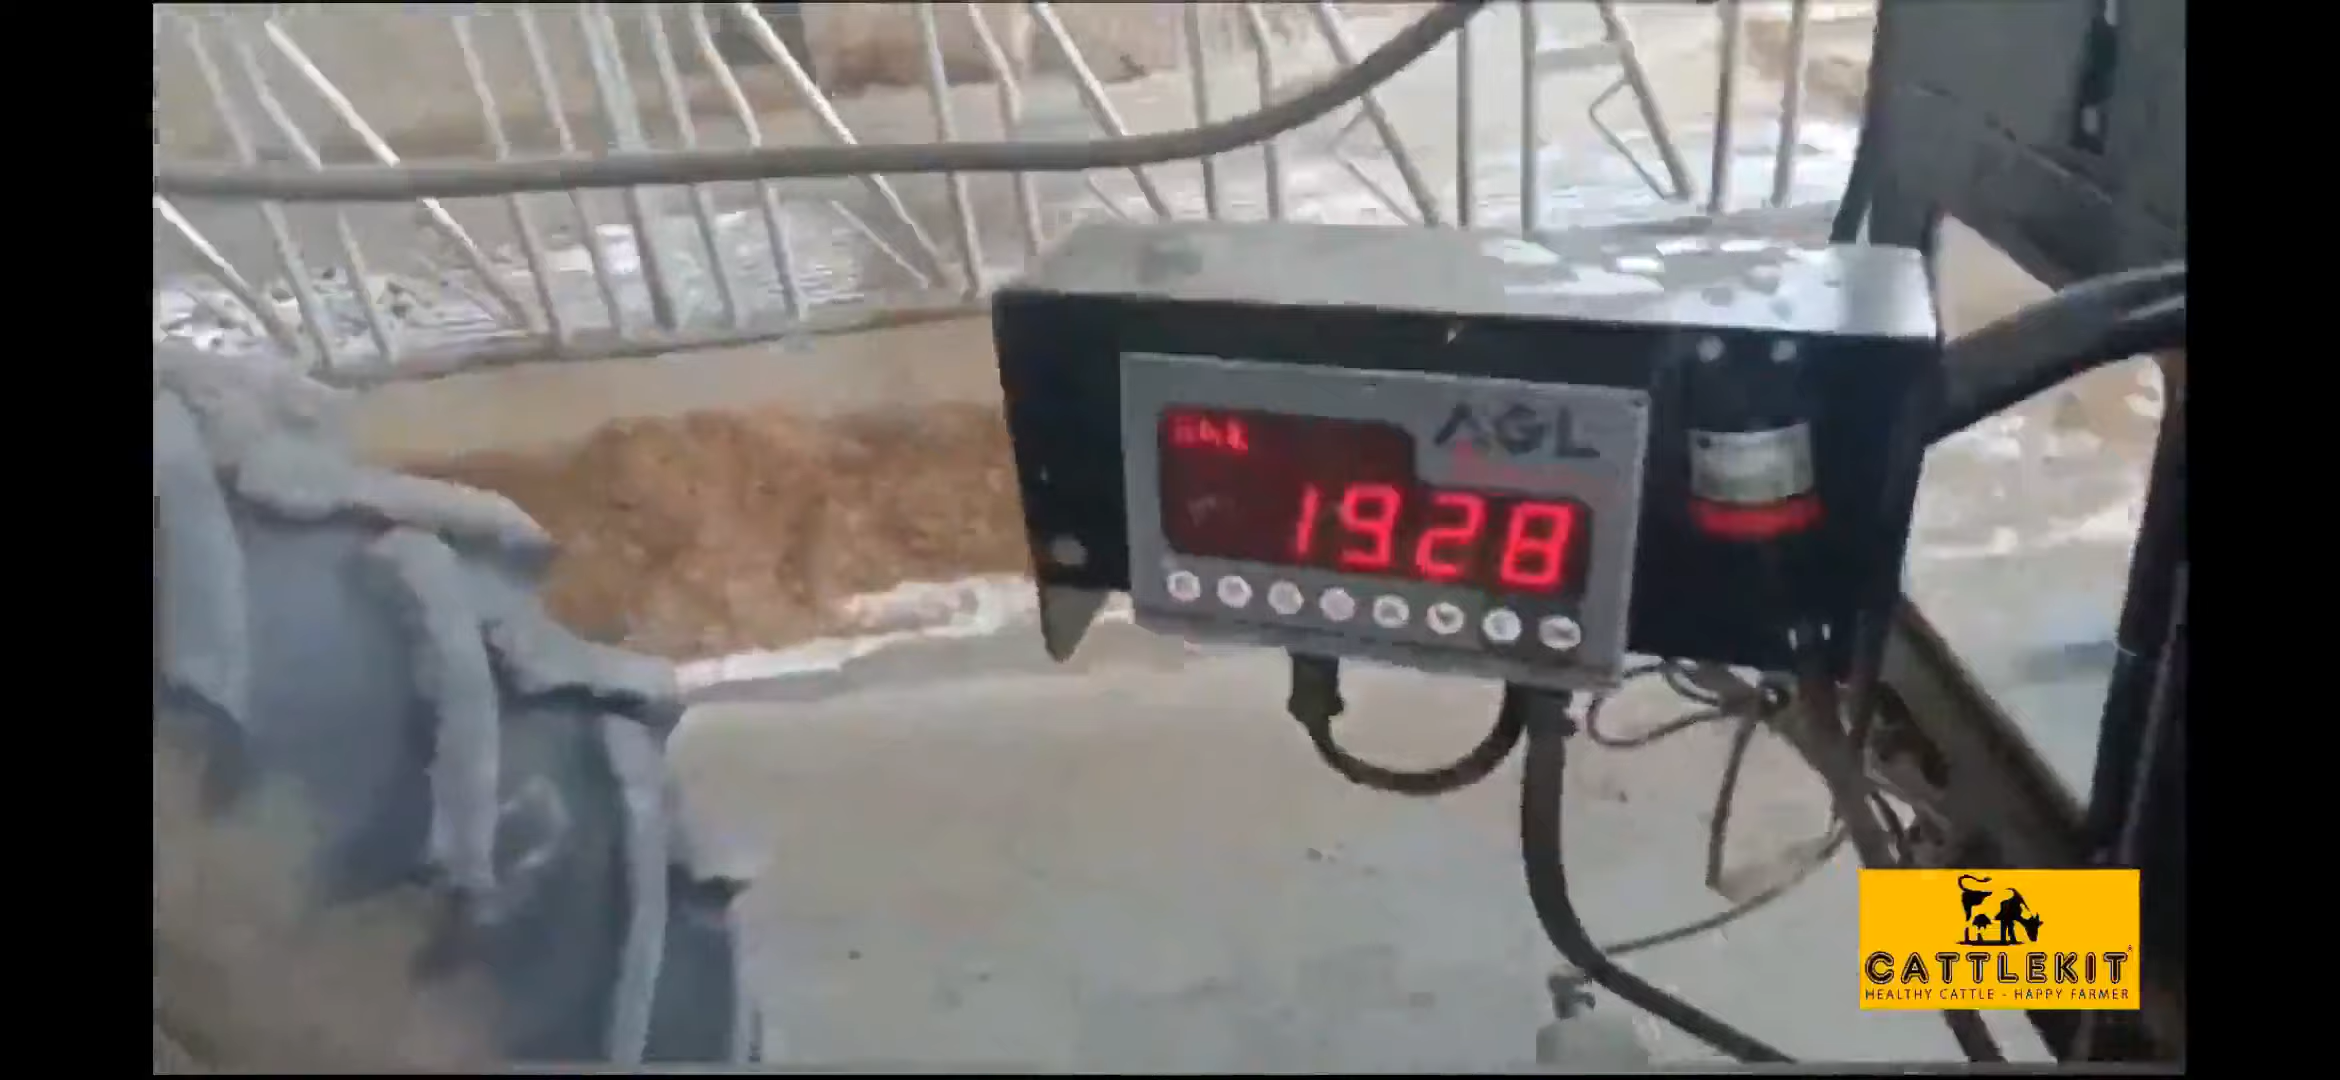 AGL
1928
CATTLEKIT
HEALTHY CATTLE - HAPPY FARMER